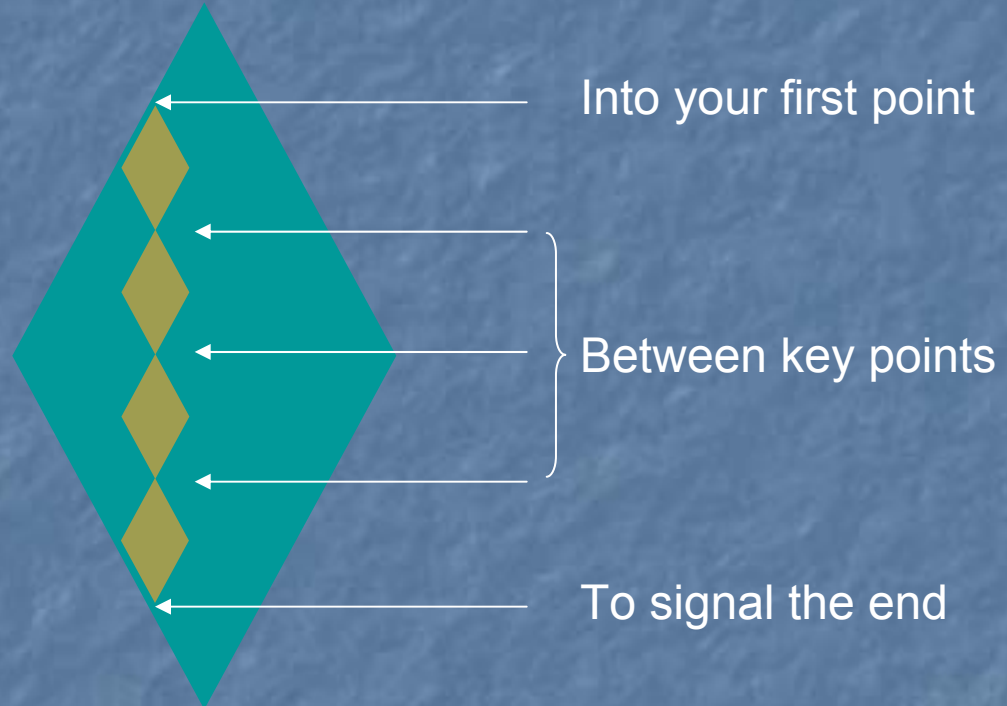 Into your first point
Between key points
To signal the end